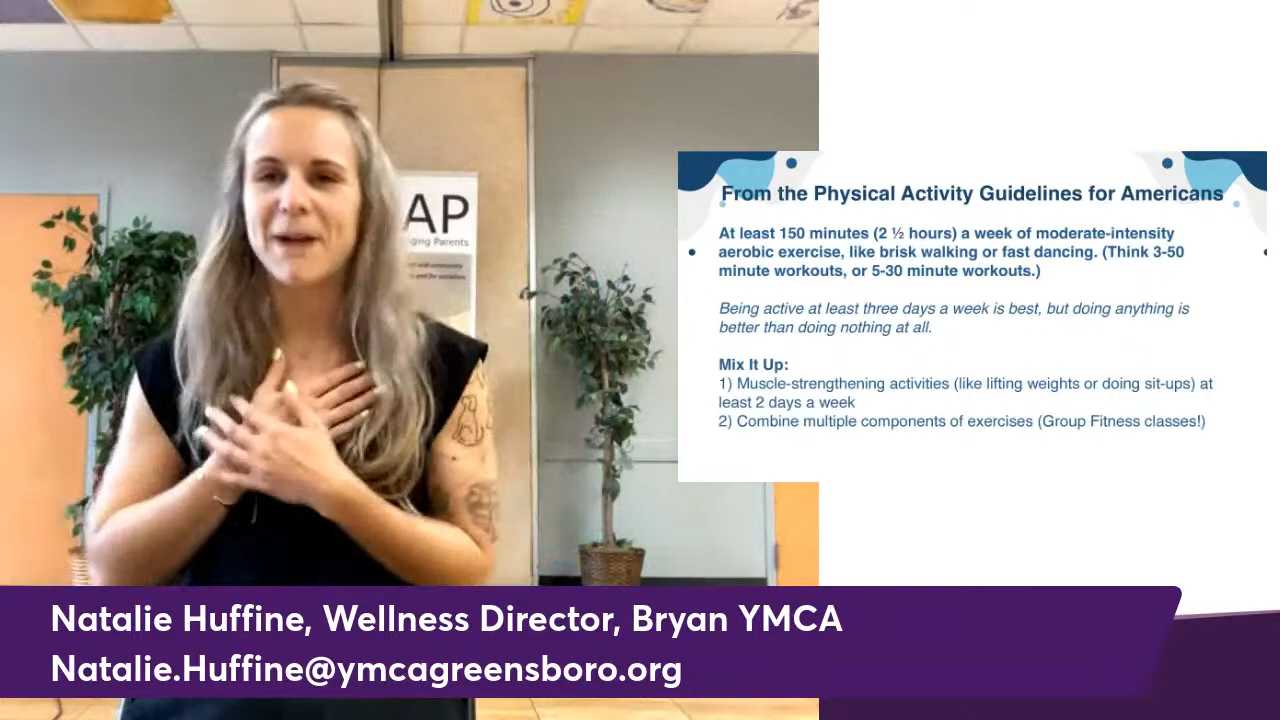 AP
ging Parents
From the Physical Activity Guidelines for Americans
At least 150 minutes (2 ½ hours) a week of moderate-intensity
aerobic exercise, like brisk walking or fast dancing. (Think 3-50
minute workouts, or 5-30 minute workouts.)
Being active at least three days a week is best, but doing anything is
better than doing nothing at all.
Mix It Up:
1) Muscle-strengthening activities (like lifting weights or doing sit-ups) at
least 2 days a week
2) Combine multiple components of exercises (Group Fitness classes!)
Natalie Huffine, Wellness Director, Bryan YMCA
Natalie.Huffine@ymcagreensboro.org